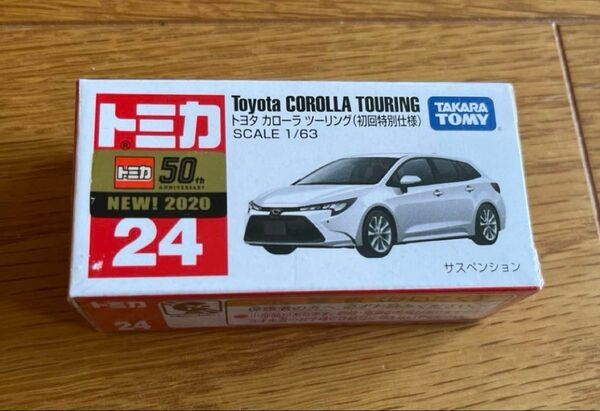 トミカ
®
トミカ 50th
ANNIVERSARY
NEW! 2020
24
Toyota COROLLA TOURING
トヨタ カローラ ツーリング(初回特別仕様)
SCALE 1/63
TAKARA
TOMY
サスペンション
トミカ
24